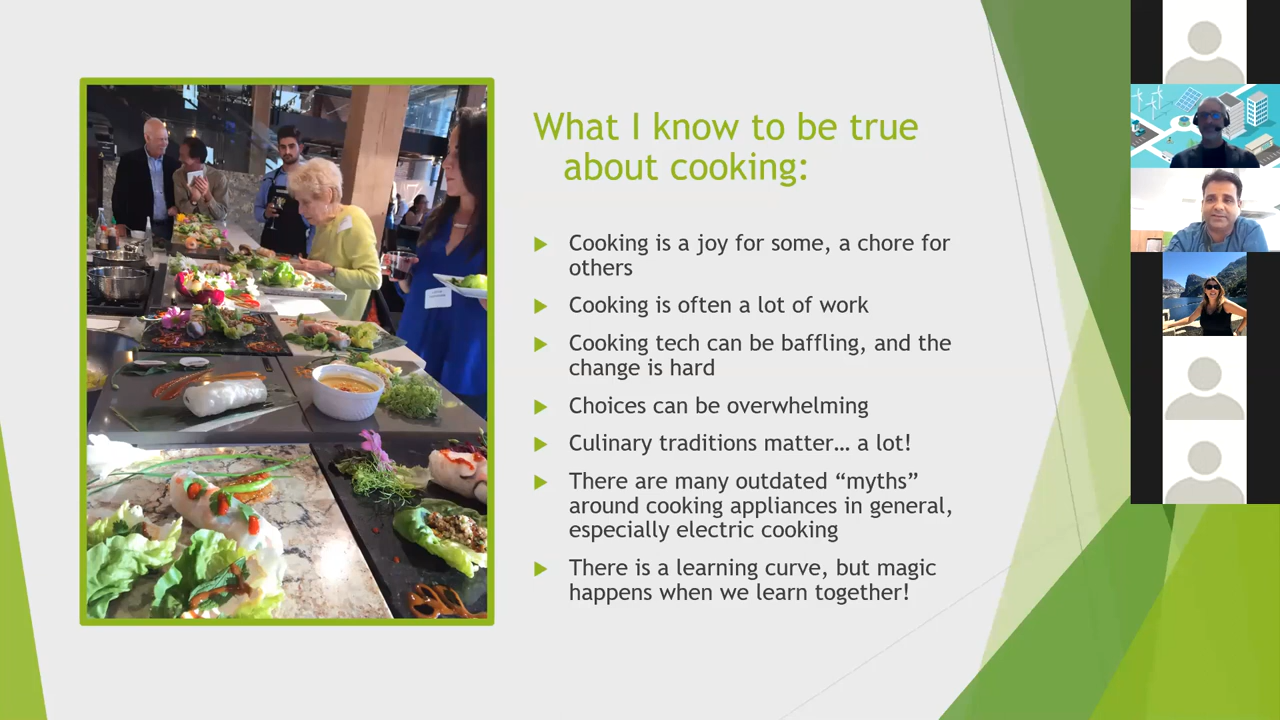 What I know to be true
about cooking:
Cooking is a joy for some, a chore for
others
Cooking is often a lot of work
Cooking tech can be baffling, and the
change is hard
Choices can be overwhelming
Culinary traditions matter… a lot!
There are many outdated “myths”
around cooking appliances in general,
especially electric cooking
There is a learning curve, but magic
happens when we learn together!